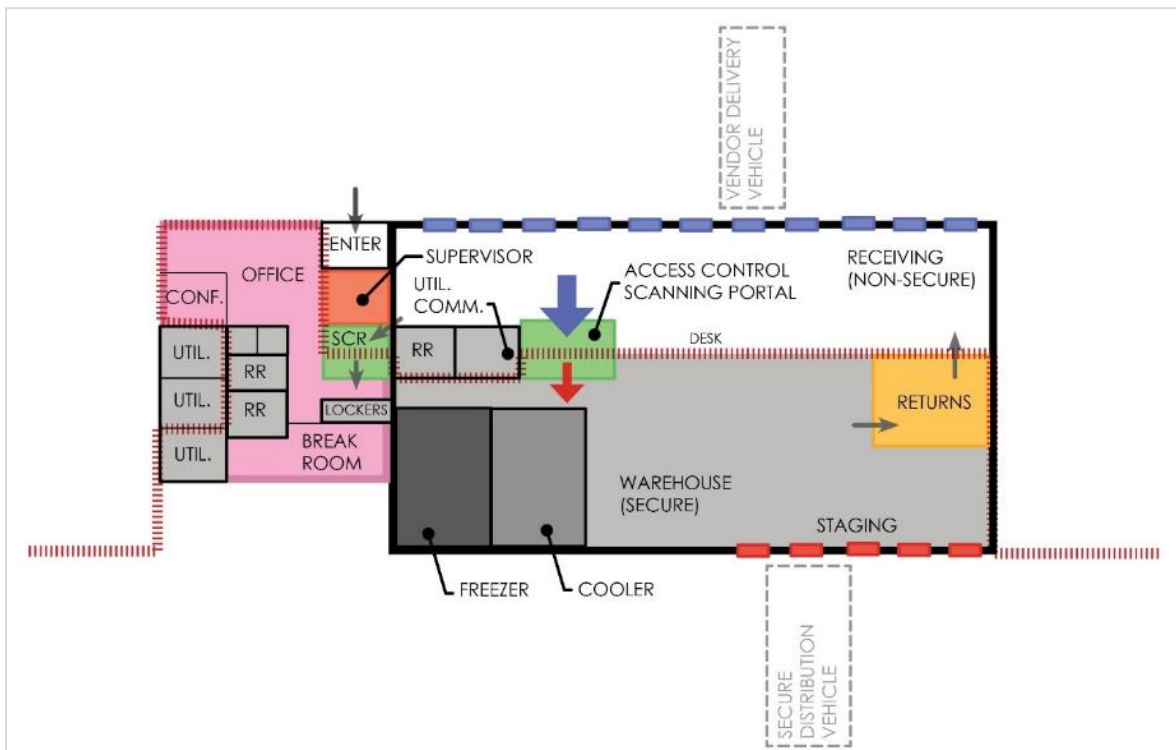 VENDOR DELIVERY
VEHICLE
ENTER
SUPERVISOR
OFFICE
UTIL.
COMM.
ACCESS CONTROL
SCANNING PORTAL
RECEIVING
(NON-SECURE)
CONF.
SCR
DESK
UTIL.
RR
RR
UTIL.
RR
LOCKERS
RETURNS
UTIL.
BREAK
ROOM
WAREHOUSE
(SECURE)
STAGING
FREEZER
COOLER
SECURE
DISTRIBUTION
VEHICLE